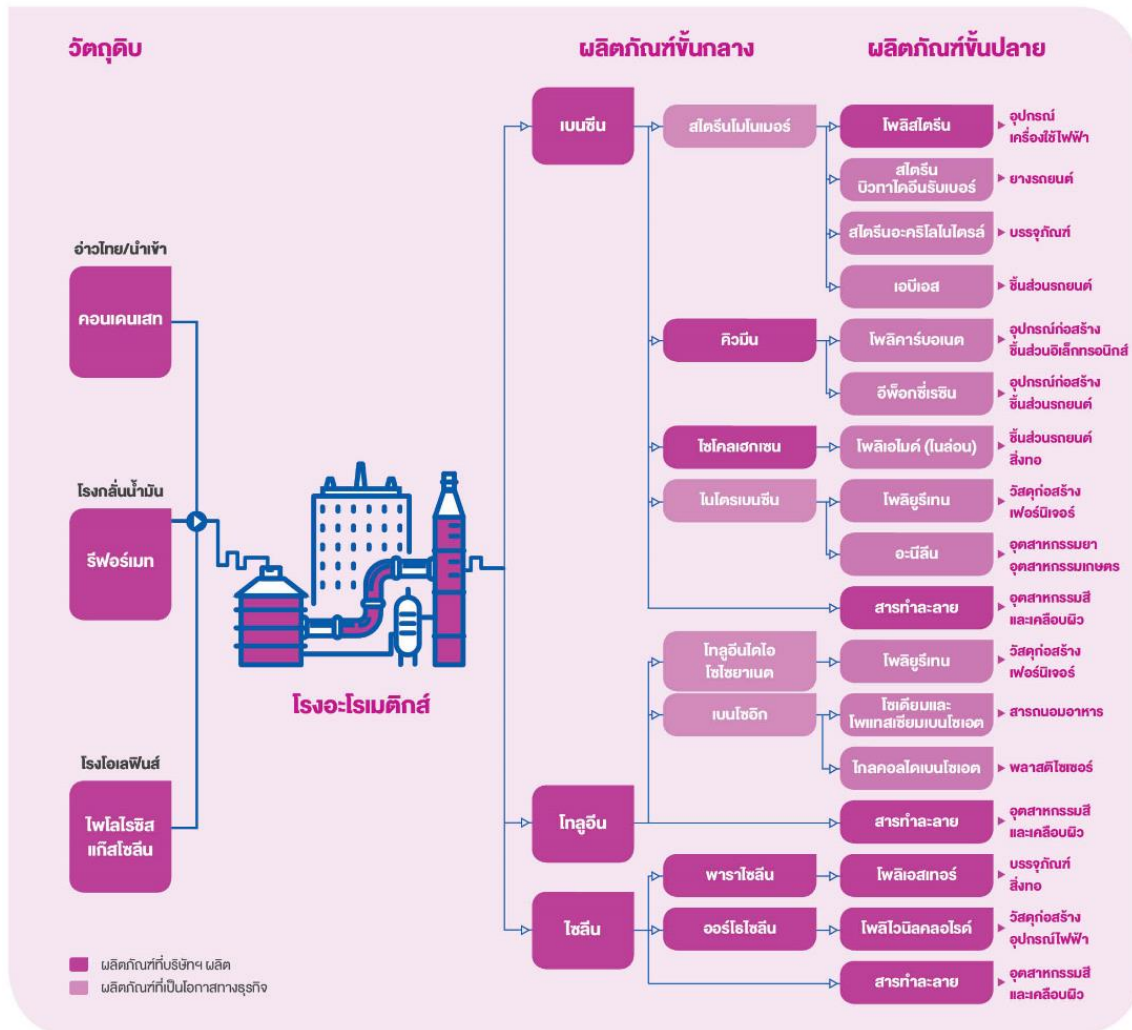 วัตถุดิบ
ผลิตภัณฑ์ขั้นกลาง
ผลิตภัณฑ์ขั้นปลาย
อ่าวไทย/นำเข้า
คอนเดนเสท
โรงกลั่นน้ำมัน
รีฟอร์เมท
โรงโอเลฟินส์
ไพโลไรซิส
แก๊สโซลีน
โรงอะโรเมติกส์
เบนซีน
สไตรีนโมโนเมอร์
โพลิสไตรีน
อุปกรณ์
เครื่องใช้ไฟฟ้า
สไตรีน
บิวทาไดอีนรับเบอร์
ยางรถยนต์
สไตรีนอะคริโลไนไตรล์
บรรจุภัณฑ์
เอบีเอส
ชิ้นส่วนรถยนต์
คิวมีน
โพลิคาร์บอเนต
อุปกรณ์ก่อสร้าง
ชิ้นส่วนอิเล็กทรอนิกส์
อีพ็อกซี่เรซิน
อุปกรณ์ก่อสร้าง
ชิ้นส่วนรถยนต์
ไซโคลเฮกเซน
โพลิเอไมด์ (ไนล่อน)
ชิ้นส่วนรถยนต์
สิ่งทอ
ไนโตรเบนซีน
โพลิยูรีเทน
วัสดุก่อสร้าง
เฟอร์นิเจอร์
อะนีลีน
อุตสาหกรรมยา
อุตสาหกรรมเกษตร
สารทำละลาย
อุตสาหกรรมสี
และเคลือบผิว
โทลูอีน
โทลูอีนไดไอ
โซไซยาเนต
โพลิยูรีเทน
วัสดุก่อสร้าง
เฟอร์นิเจอร์
เบนโซอิก
โซเดียมและ
โพแทสเซียมเบนโซเอต
สารถนอมอาหาร
ไกลคอลไดเบนโซเอต
พลาสติไซเซอร์
สารทำละลาย
อุตสาหกรรมสี
และเคลือบผิว
ไซลีน
พาราไซลีน
โพลิเอสเทอร์
บรรจุภัณฑ์
สิ่งทอ
ออร์โธไซลีน
โพลิไวนิลคลอไรด์
วัสดุก่อสร้าง
อุปกรณ์ไฟฟ้า
สารทำละลาย
อุตสาหกรรมสี
และเคลือบผิว
ผลิตภัณฑ์ที่บริษัทฯ ผลิต
ผลิตภัณฑ์ที่เป็นโอกาสทางธุรกิจ